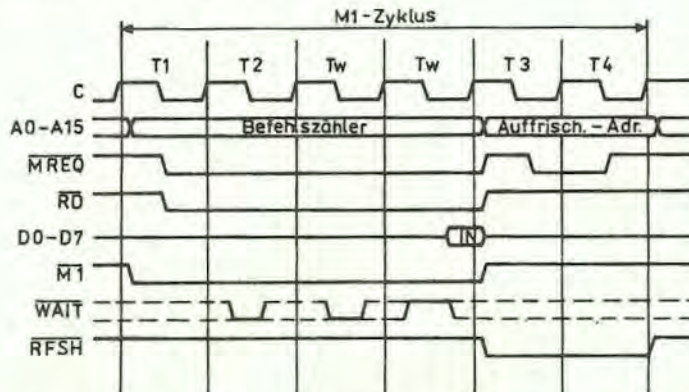 M1-Zyklus
T1 T2 Tw Tw T3 T4
C
A0-A15 Befehlszähler Auffrisch.-Adr.
MREQ
RD
D0-D7 IN
M1
WAIT
RFSH